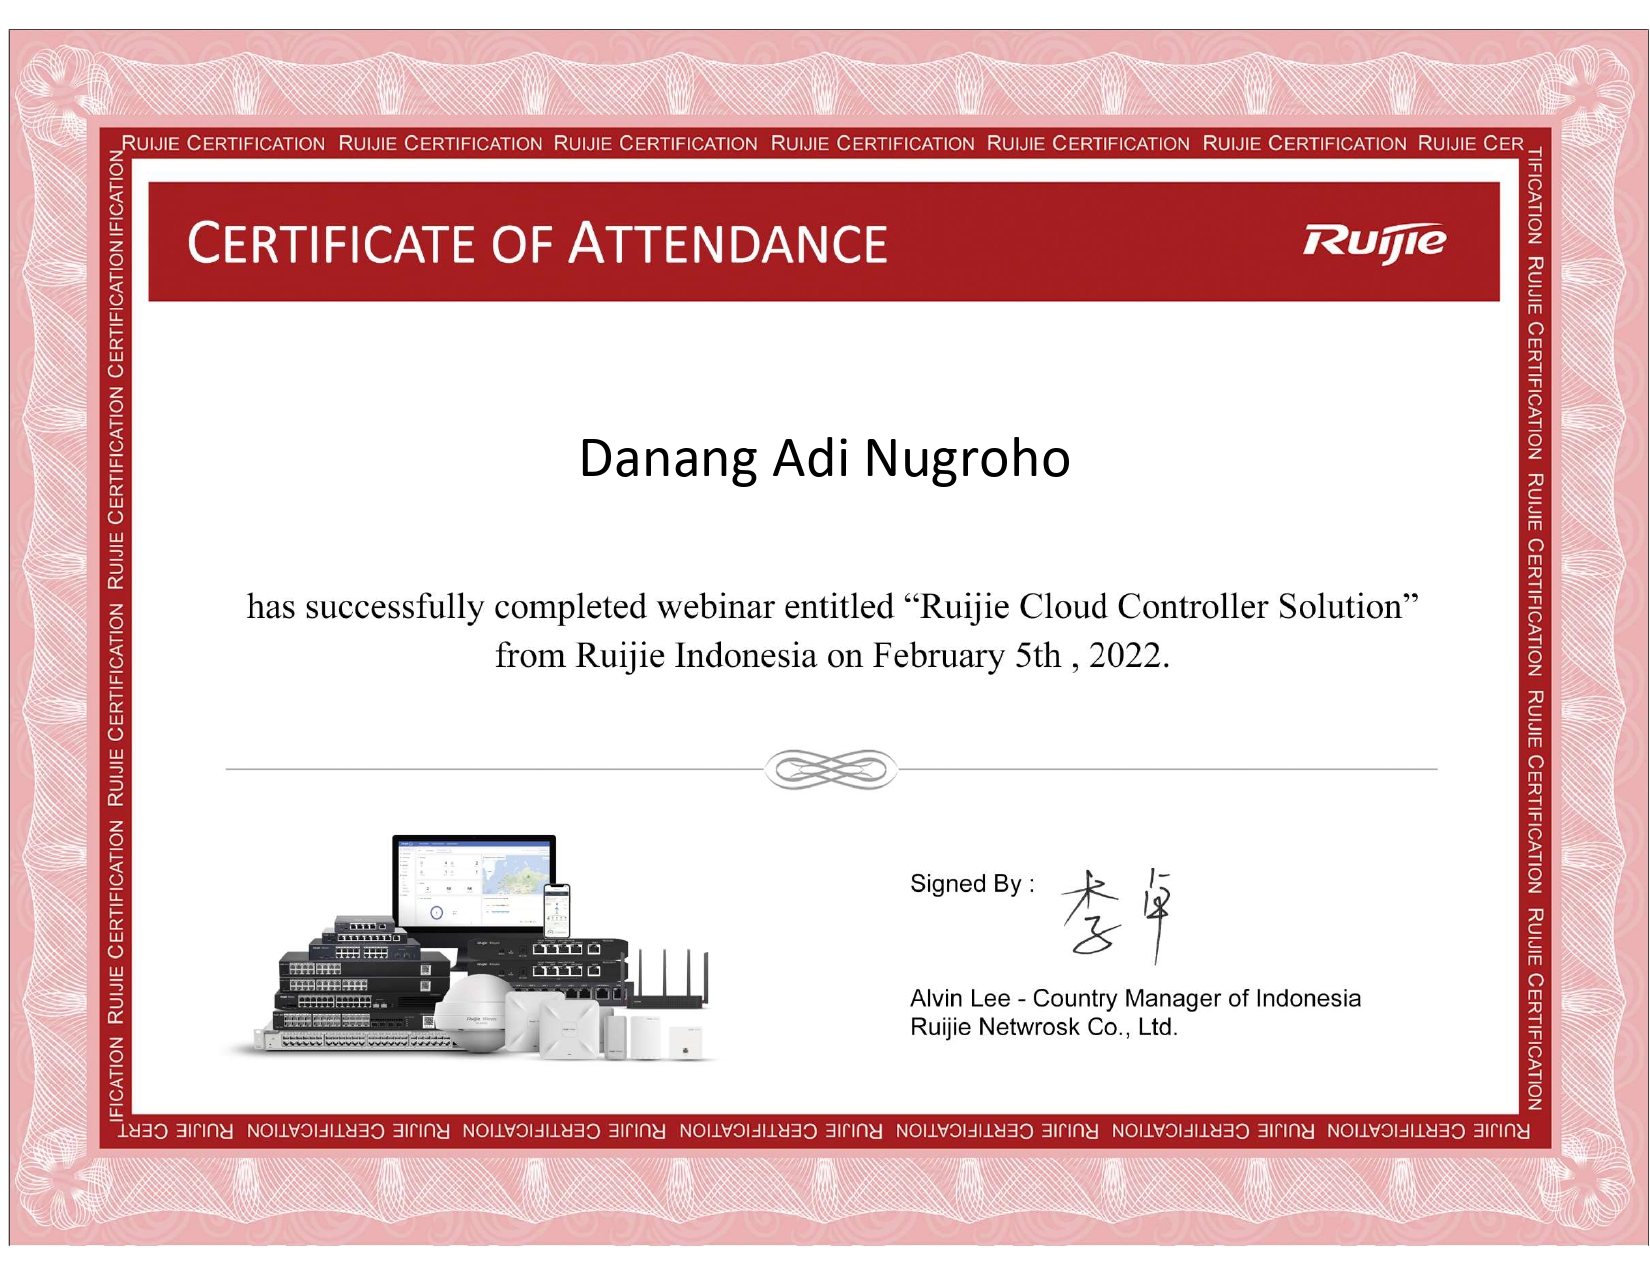 RUIJIE CERTIFICATION RUIJIE CERTIFICATION RUIJIE CERTIFICATION RUIJIE CERTIFICATION RUIJIE CERTIFICATION RUIJIE CERTIFICATION RUIJIE CER
TIFICATION RUIJIE CERTIFICATION RUIJIE CERTIFICATION RUIJIE CERTIFICATION RUIJIE CERTIFICATION
CERTIFICATE OF ATTENDANCE
Ruijie
Danang Adi Nugroho
has successfully completed webinar entitled “Ruijie Cloud Controller Solution”
from Ruijie Indonesia on February 5th , 2022.
Signed By :
李卓
Alvin Lee - Country Manager of Indonesia
Ruijie Netwrosk Co., Ltd.
RUIJIE CERTIFICATION RUIJIE CERTIFICATION RUIJIE CERTIFICATION RUIJIE CERTIFICATION RUIJIE CERTIFICATION RUIJIE CERTIFICATION RUIJIE CERT
IFICATION RUIJIE CERTIFICATION RUIJIE CERTIFICATION RUIJIE CERTIFICATION RUIJIE CERTIFICATION CERTIFICATIONIFICATION